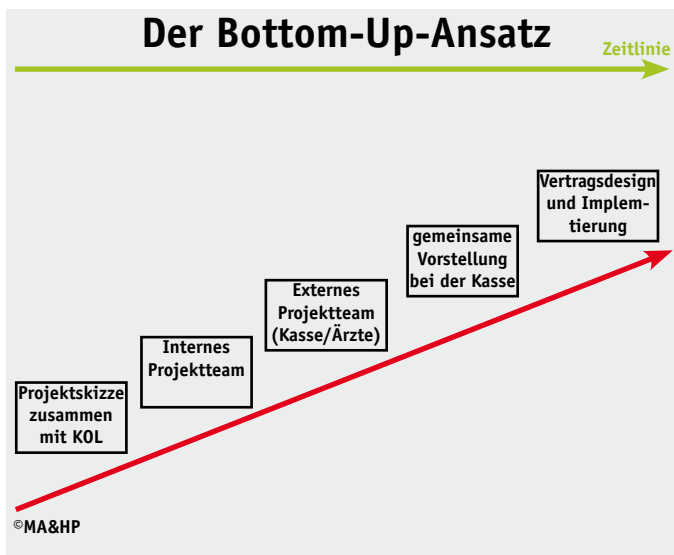 Der Bottom-Up-Ansatz
Zeitlinie
Vertragsdesign
und Implem-
tierung
gemeinsame
Vorstellung
bei der Kasse
Externes
Projektteam
(Kasse/Ärzte)
Internes
Projektteam
Projektskizze
zusammen
mit KOL
©MA&HP